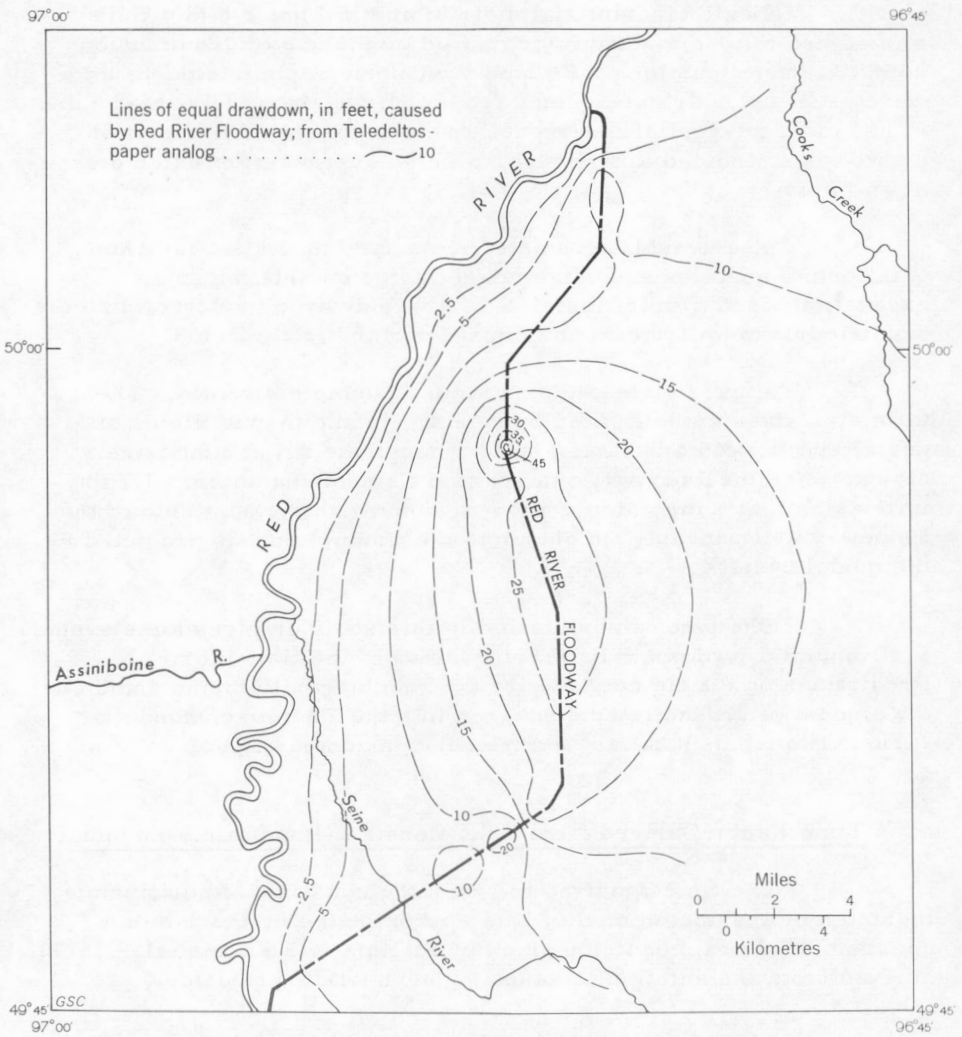 97°00'
96°45'
Lines of equal drawdown, in feet, caused
by Red River Floodway; from Teledeltos -
paper analog 10
RIVER
Cooks
Creek
10
2.5
5
50°00'
50°00'
15
30
35
20
45
RED
RED
RIVER
25
FLOODWAY
Assiniboine R.
20
15
Seine
10
20
10
2.5
5
River
Miles
0 4
0 4
Kilometres
GSC
49°45'
49°45'
97°00'
96°45'